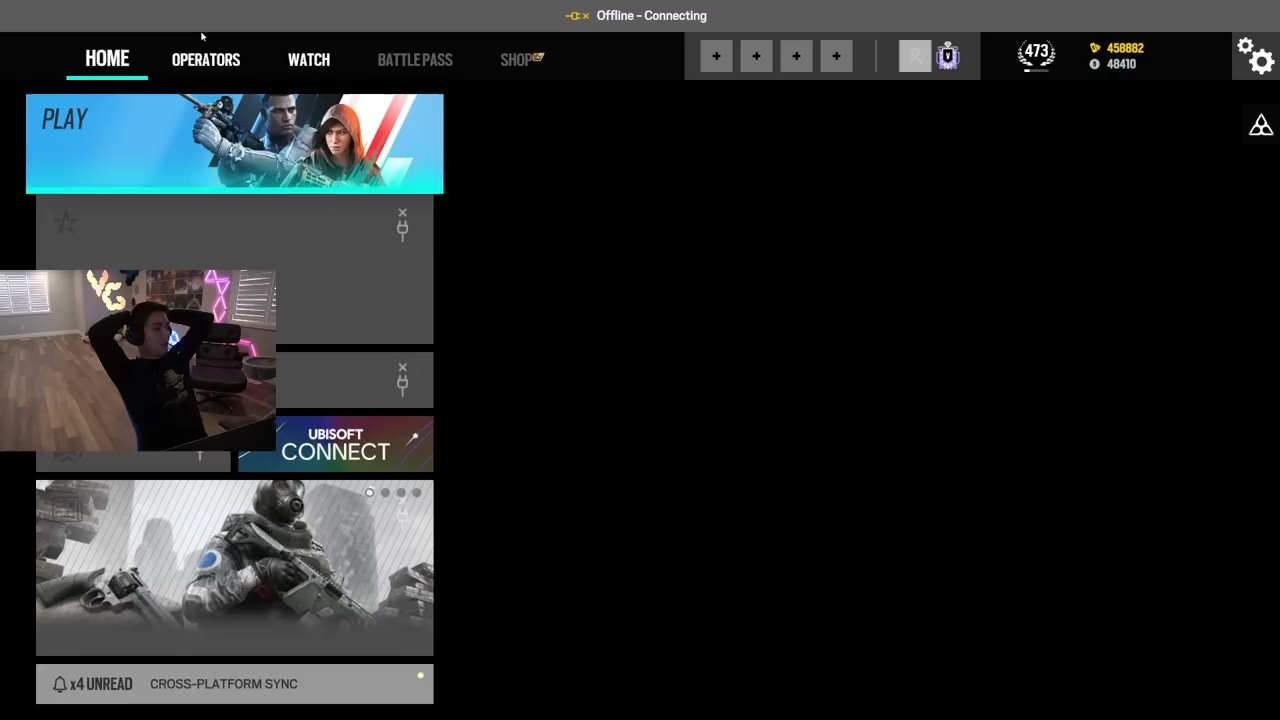 Offline - Connecting
HOME
OPERATORS
WATCH
BATTLE PASS
SHOP
473
458882
48410
PLAY
UBISOFT
CONNECT
x4 UNREAD
CROSS-PLATFORM SYNC